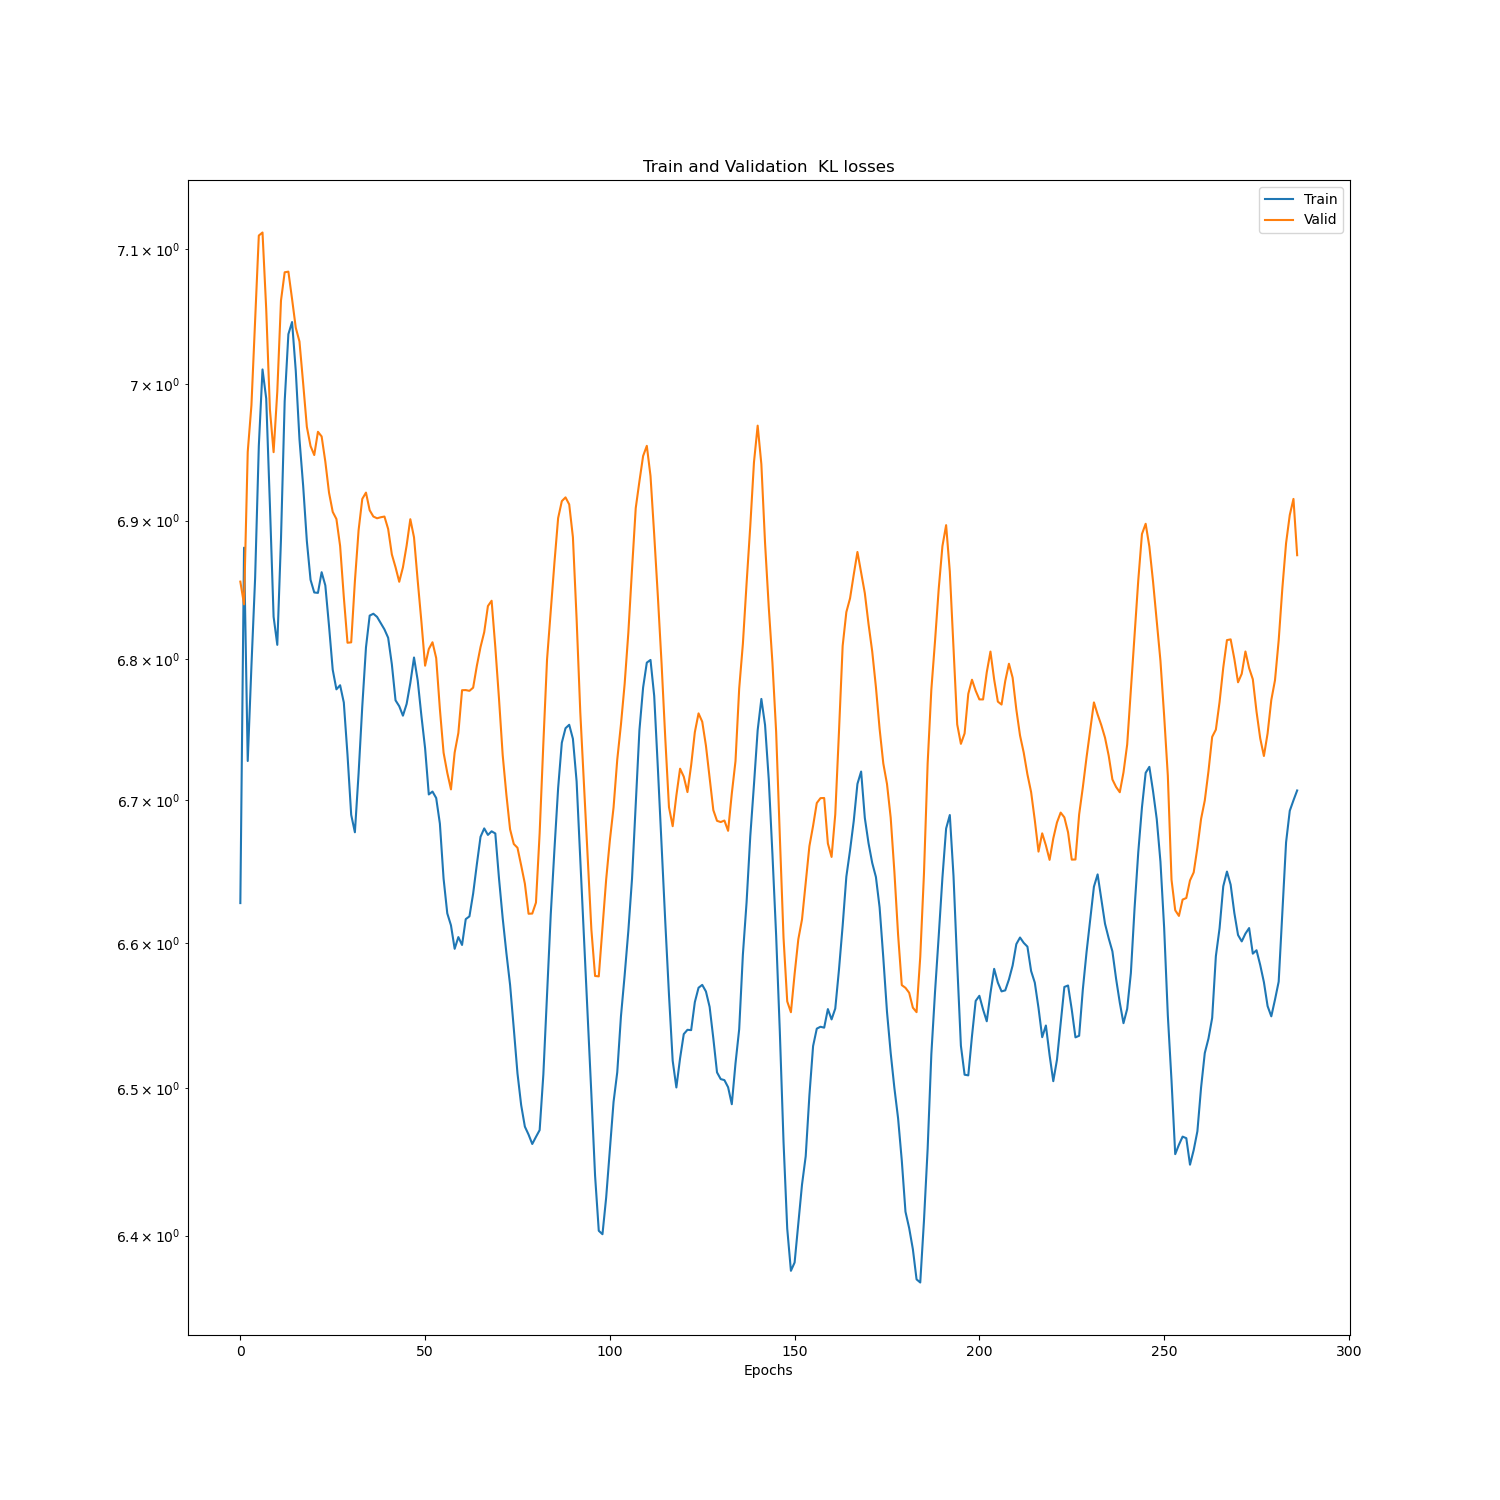 Train and Validation  KL losses
Train
Valid
7.1 × 10⁰
7 × 10⁰
6.9 × 10⁰
6.8 × 10⁰
6.7 × 10⁰
6.6 × 10⁰
6.5 × 10⁰
6.4 × 10⁰
0 50 100 150 200 250 300
Epochs